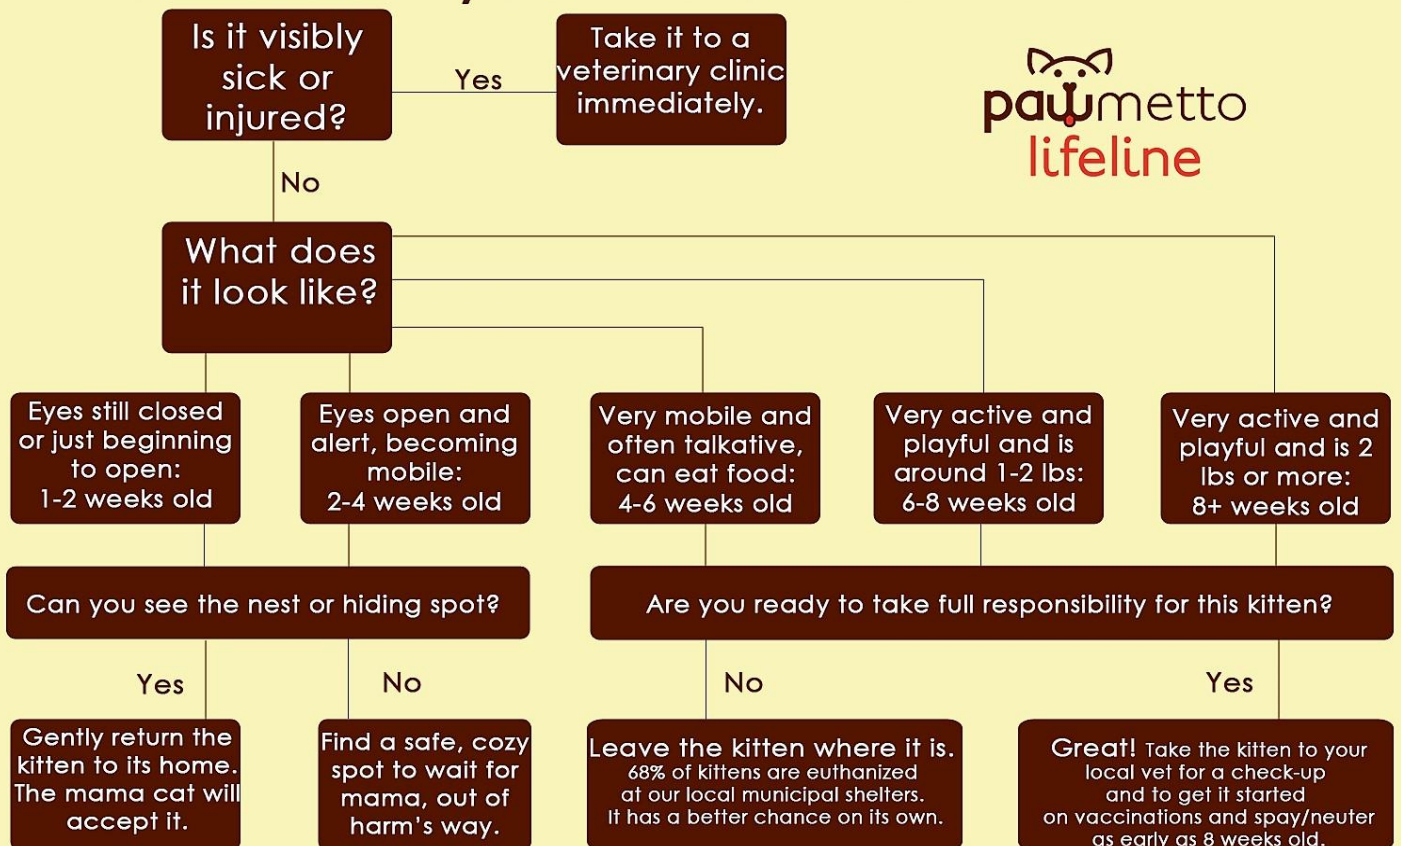 Is it visibly
sick or
injured?
Yes
Take it to a
veterinary clinic
immediately.
pawmetto
lifeline
No
What does
it look like?
Eyes still closed
or just beginning
to open:
1-2 weeks old
Eyes open and
alert, becoming
mobile:
2-4 weeks old
Very mobile and
often talkative,
can eat food:
4-6 weeks old
Very active and
playful and is
around 1-2 lbs:
6-8 weeks old
Very active and
playful and is 2
lbs or more:
8+ weeks old
Can you see the nest or hiding spot?
Are you ready to take full responsibility for this kitten?
Yes
No
No
Yes
Gently return the
kitten to its home.
The mama cat will
accept it.
Find a safe, cozy
spot to wait for
mama, out of
harm's way.
Leave the kitten where it is.
68% of kittens are euthanized
at our local municipal shelters.
It has a better chance on its own.
Great! Take the kitten to your
local vet for a check-up
and to get it started
on vaccinations and spay/neuter
as early as 8 weeks old.